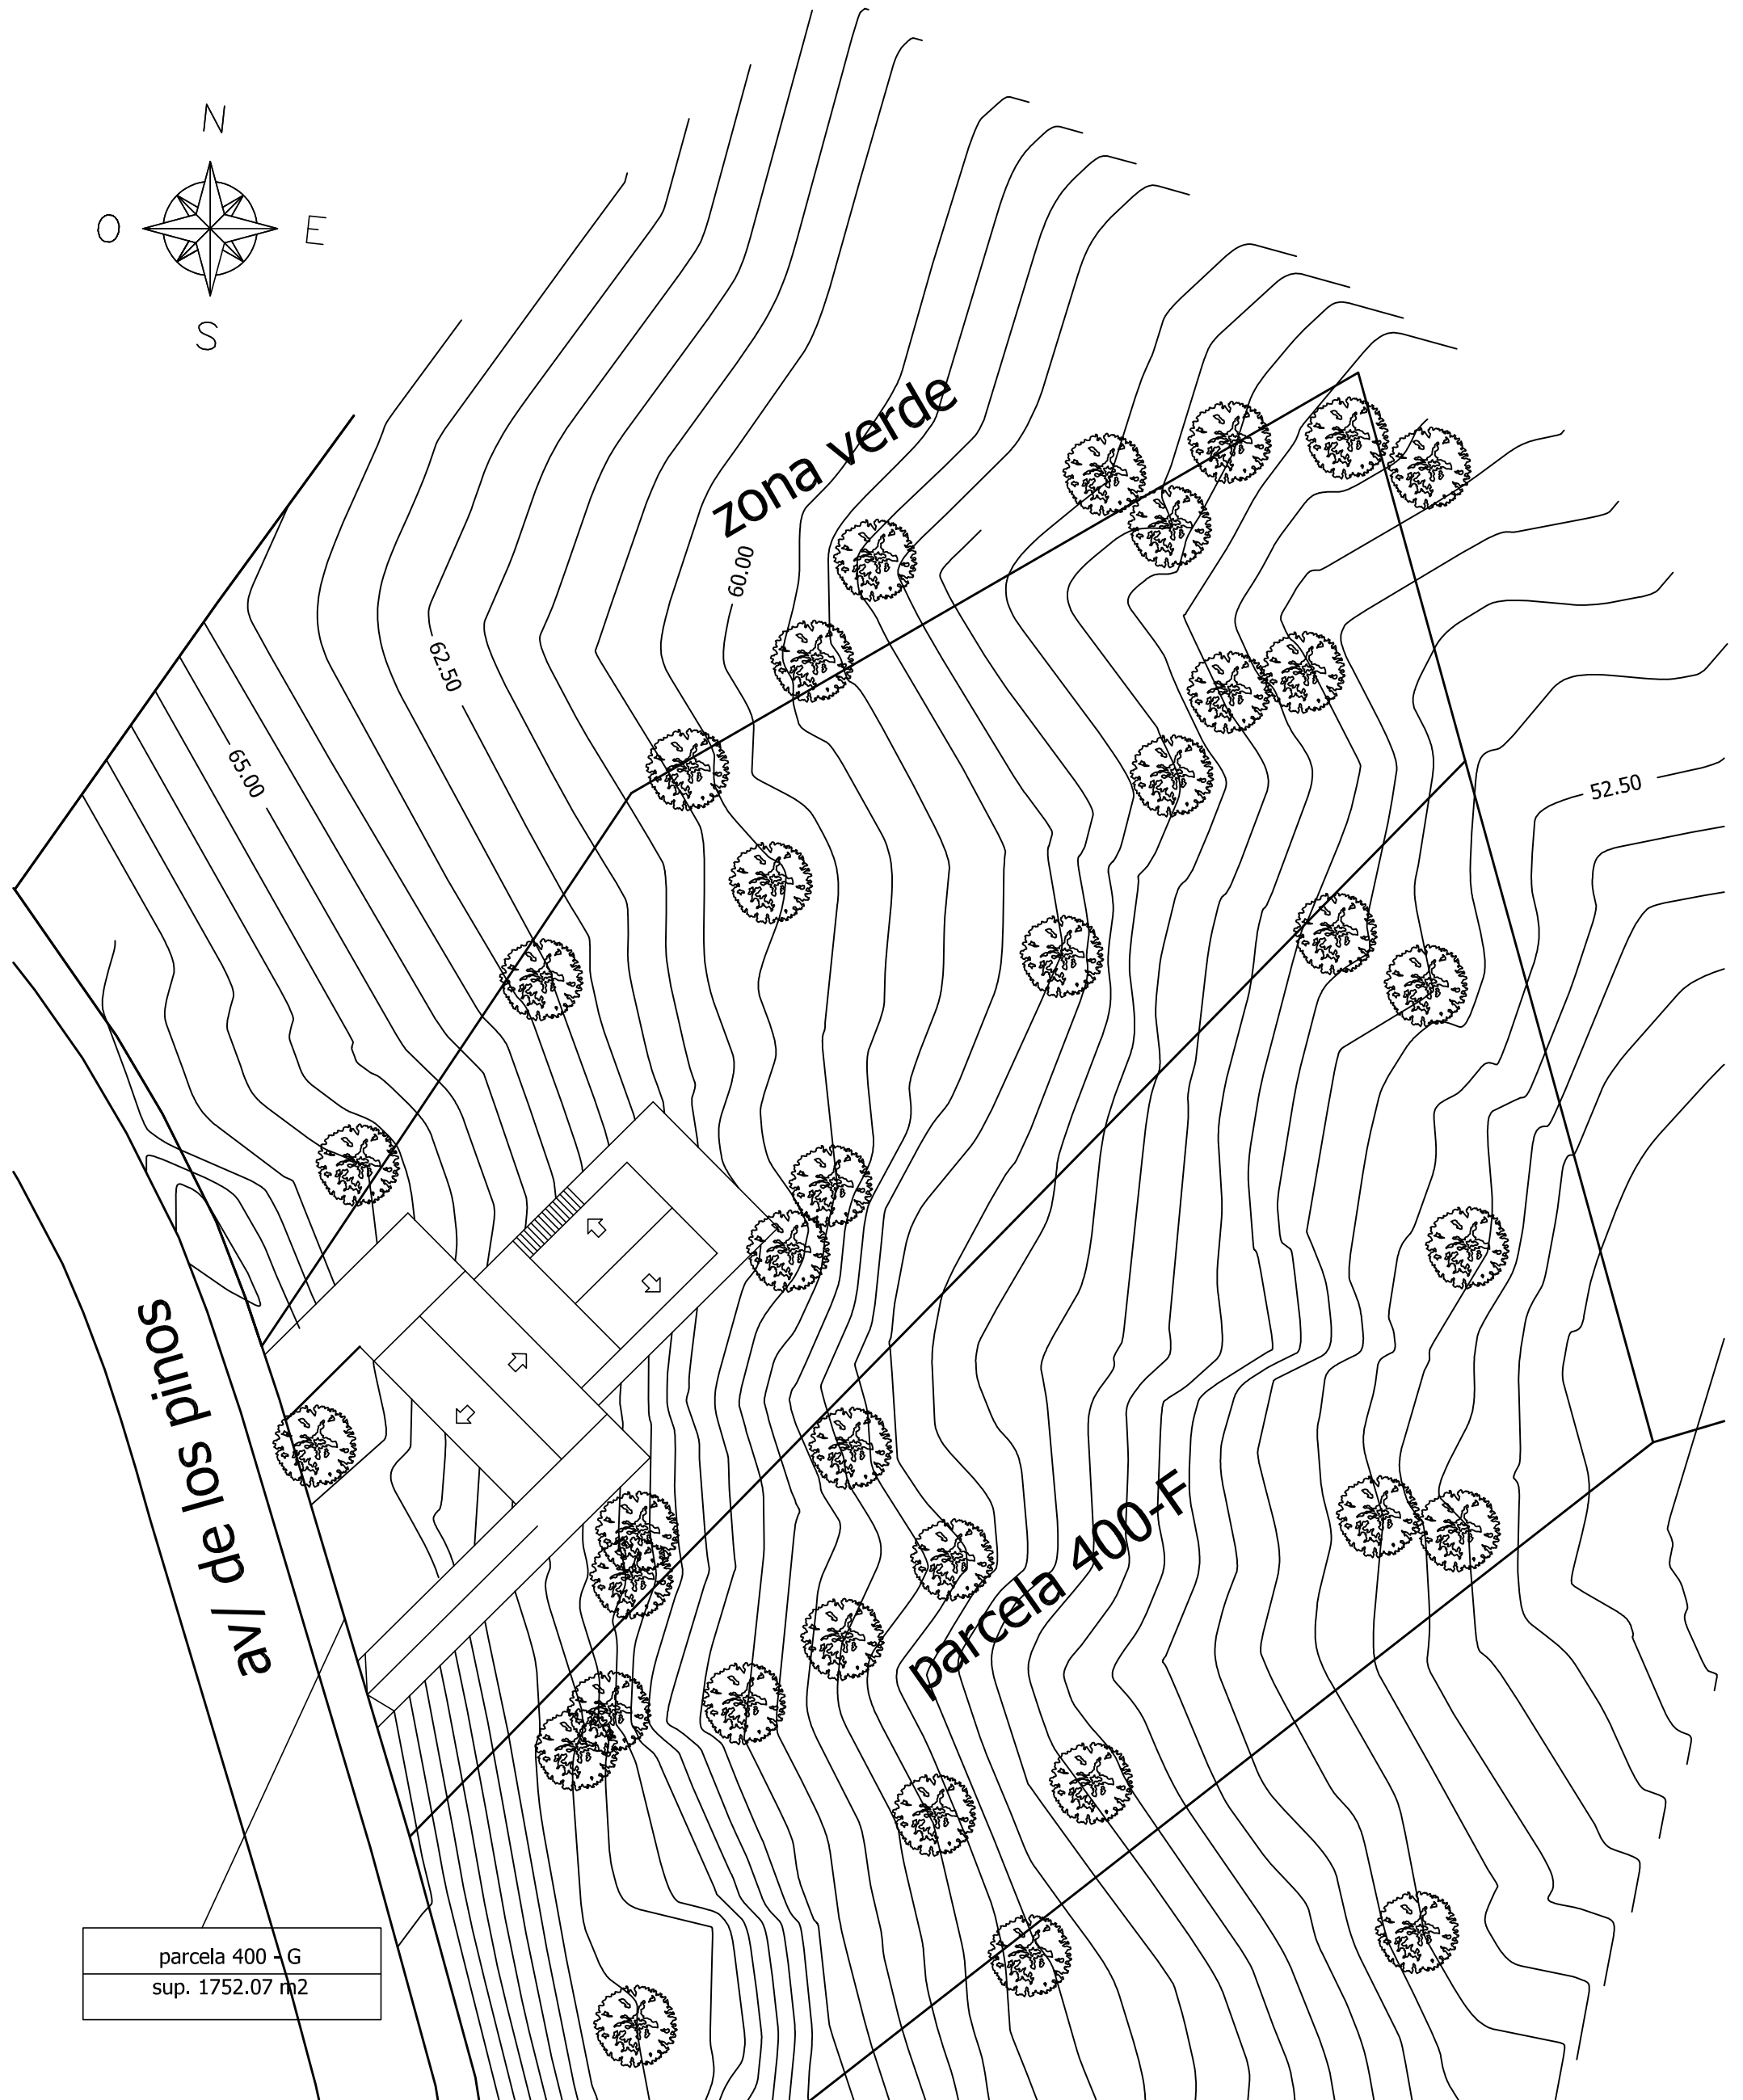 N
O
E
S
zona verde
60.00
62.50
65.00
52.50
av/ de los pinos
parcela 400-F
parcela 400 - G
sup. 1752.07 m2